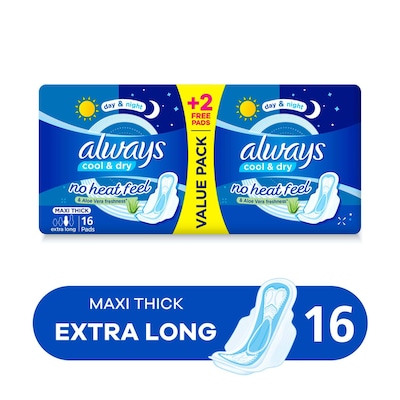 day & night
always
cool & dry
no heat feel
& Aloe Vera freshness
MAXI THICK
extra long
16
Pads
+2
FREE
PADS
VALUE PACK
day & night
always
cool & dry
no heat feel
& Aloe Vera freshness
MAXI THICK
EXTRA LONG
16